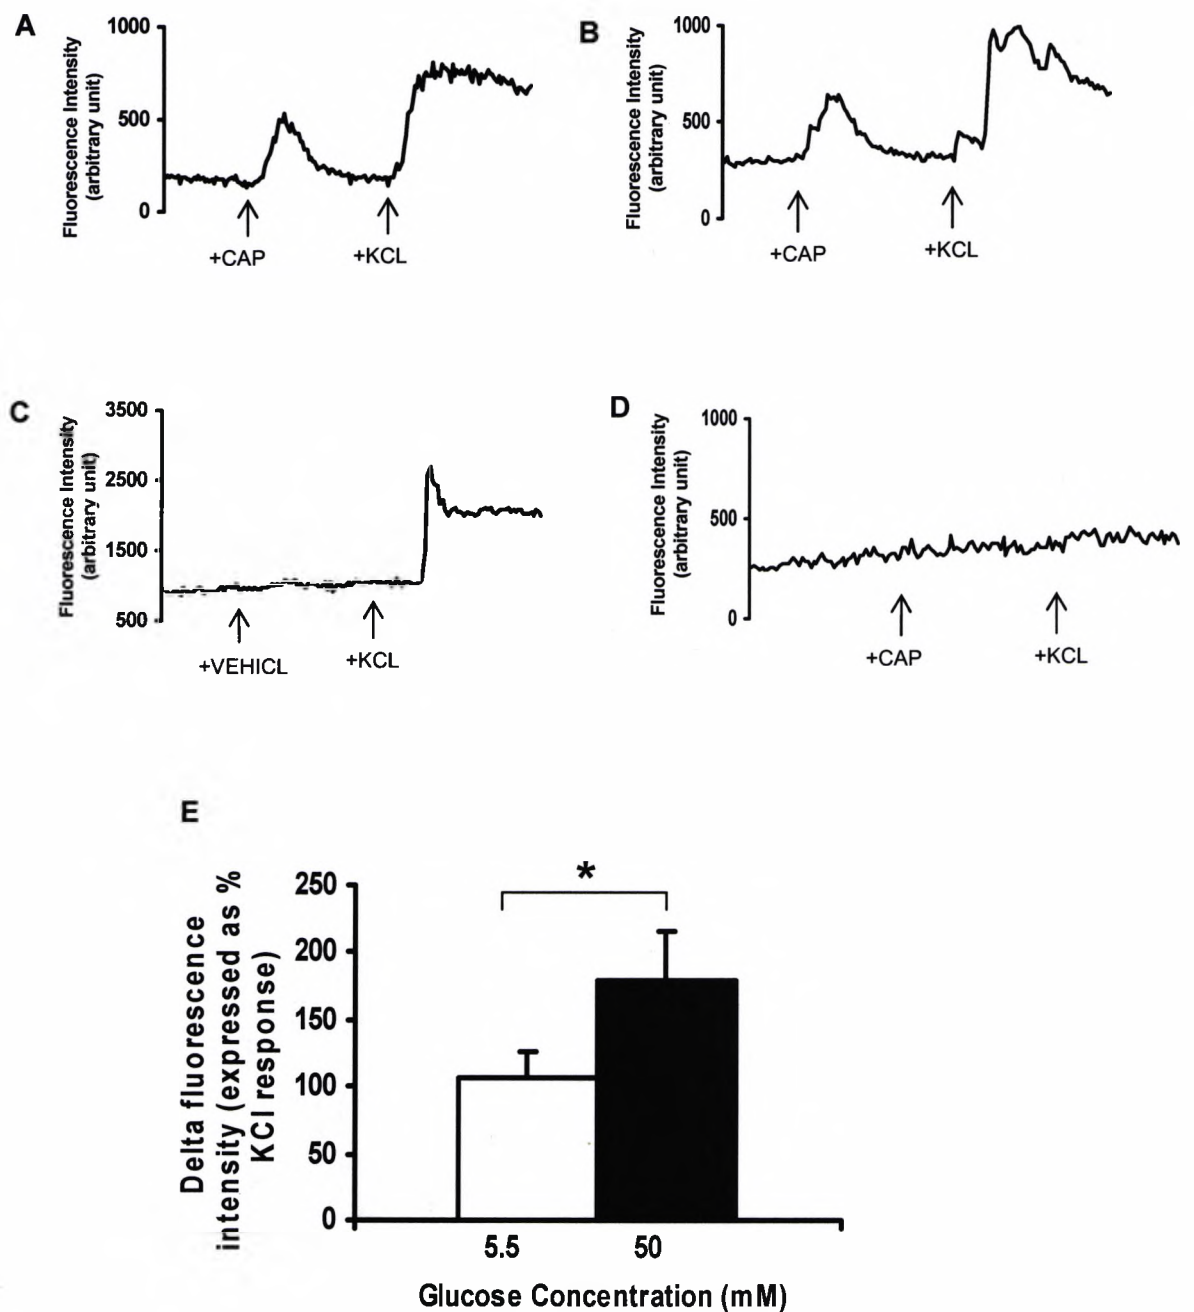 A
Fluorescence Intensity
(arbitrary unit)
1000
500
0
+CAP
+KCL
B
Fluorescence Intensity
(arbitrary unit)
1000
500
0
+CAP
+KCL
C
Fluorescence Intensity
(arbitrary unit)
3500
2500
1500
500
+VEHICL
+KCL
D
Fluorescence Intensity
(arbitrary unit)
1000
500
0
+CAP
+KCL
E
Delta fluorescence
intensity (expressed as %
KCl response)
250
200
150
100
50
0
*
5.5
50
Glucose Concentration (mM)